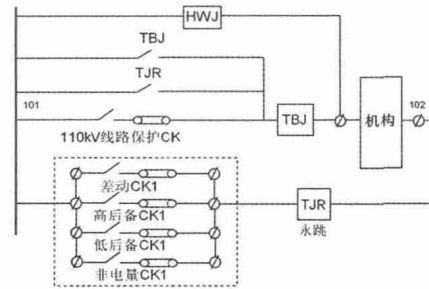 HWJ
TBJ
TJR
101
110kV线路保护CK
TBJ
机构
102
差动CK1
高后备CK1
低后备CK1
非电量CK1
TJR
永跳